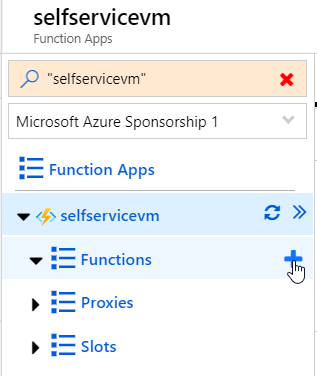 selfservicevm
Function Apps
"selfservicevm"
Microsoft Azure Sponsorship 1
Function Apps
selfservicevm
Functions
Proxies
Slots